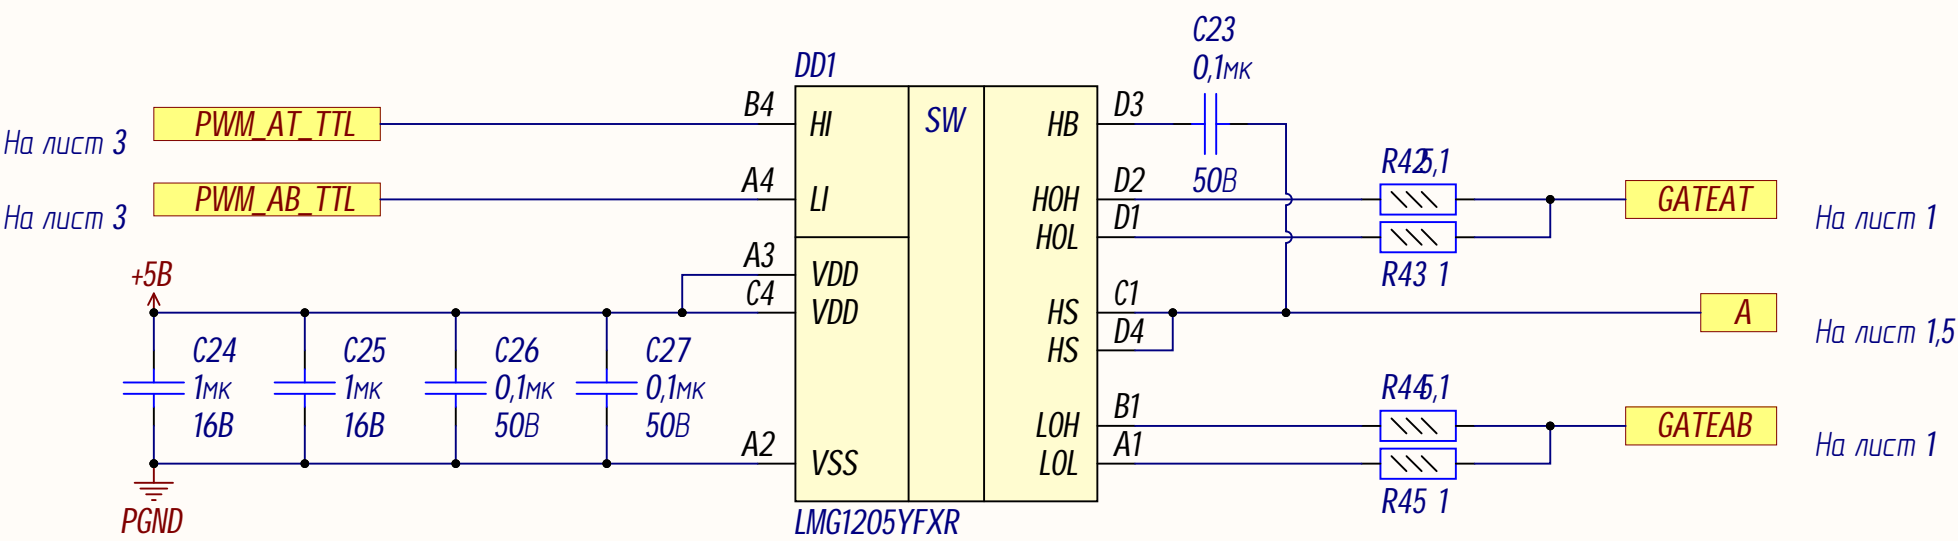 DD1
C23
0,1мк
50В
На лист 3
PWM_AT_TTL
B4
HI
SW
HB
D3
На лист 3
PWM_AB_TTL
A4
LI
HOH
D2
R42 5,1
GATEAT
На лист 1
HOL
D1
R43 1
+5В
A3
VDD
C4
VDD
HS
C1
A
На лист 1,5
HS
D4
C24
1мк
16В
C25
1мк
16В
C26
0,1мк
50В
C27
0,1мк
50В
LOH
B1
R44 5,1
GATEAB
На лист 1
A2
VSS
LOL
A1
R45 1
PGND
LMG1205YFXR